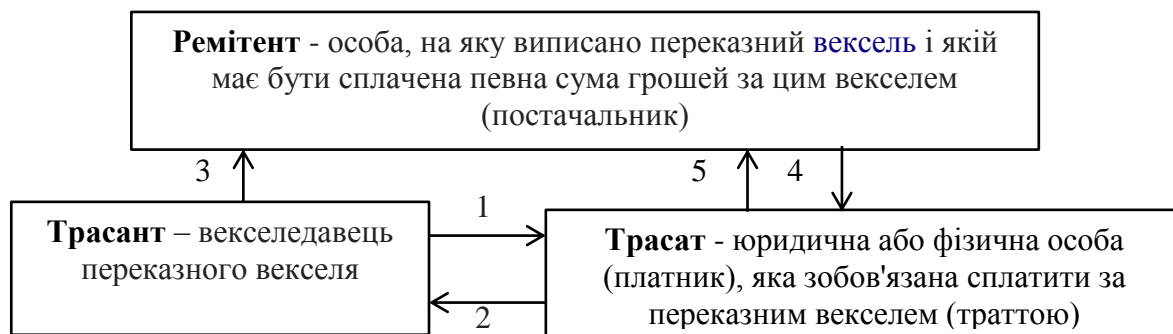 Ремітент - особа, на яку виписано переказний вексель і якій
має бути сплачена певна сума грошей за цим векселем
(постачальник)
3
5
4
Трасант – векселедавець
переказного векселя
1
2
Трасат - юридична або фізична особа
(платник), яка зобов'язана сплатити за
переказним векселем (траттою)